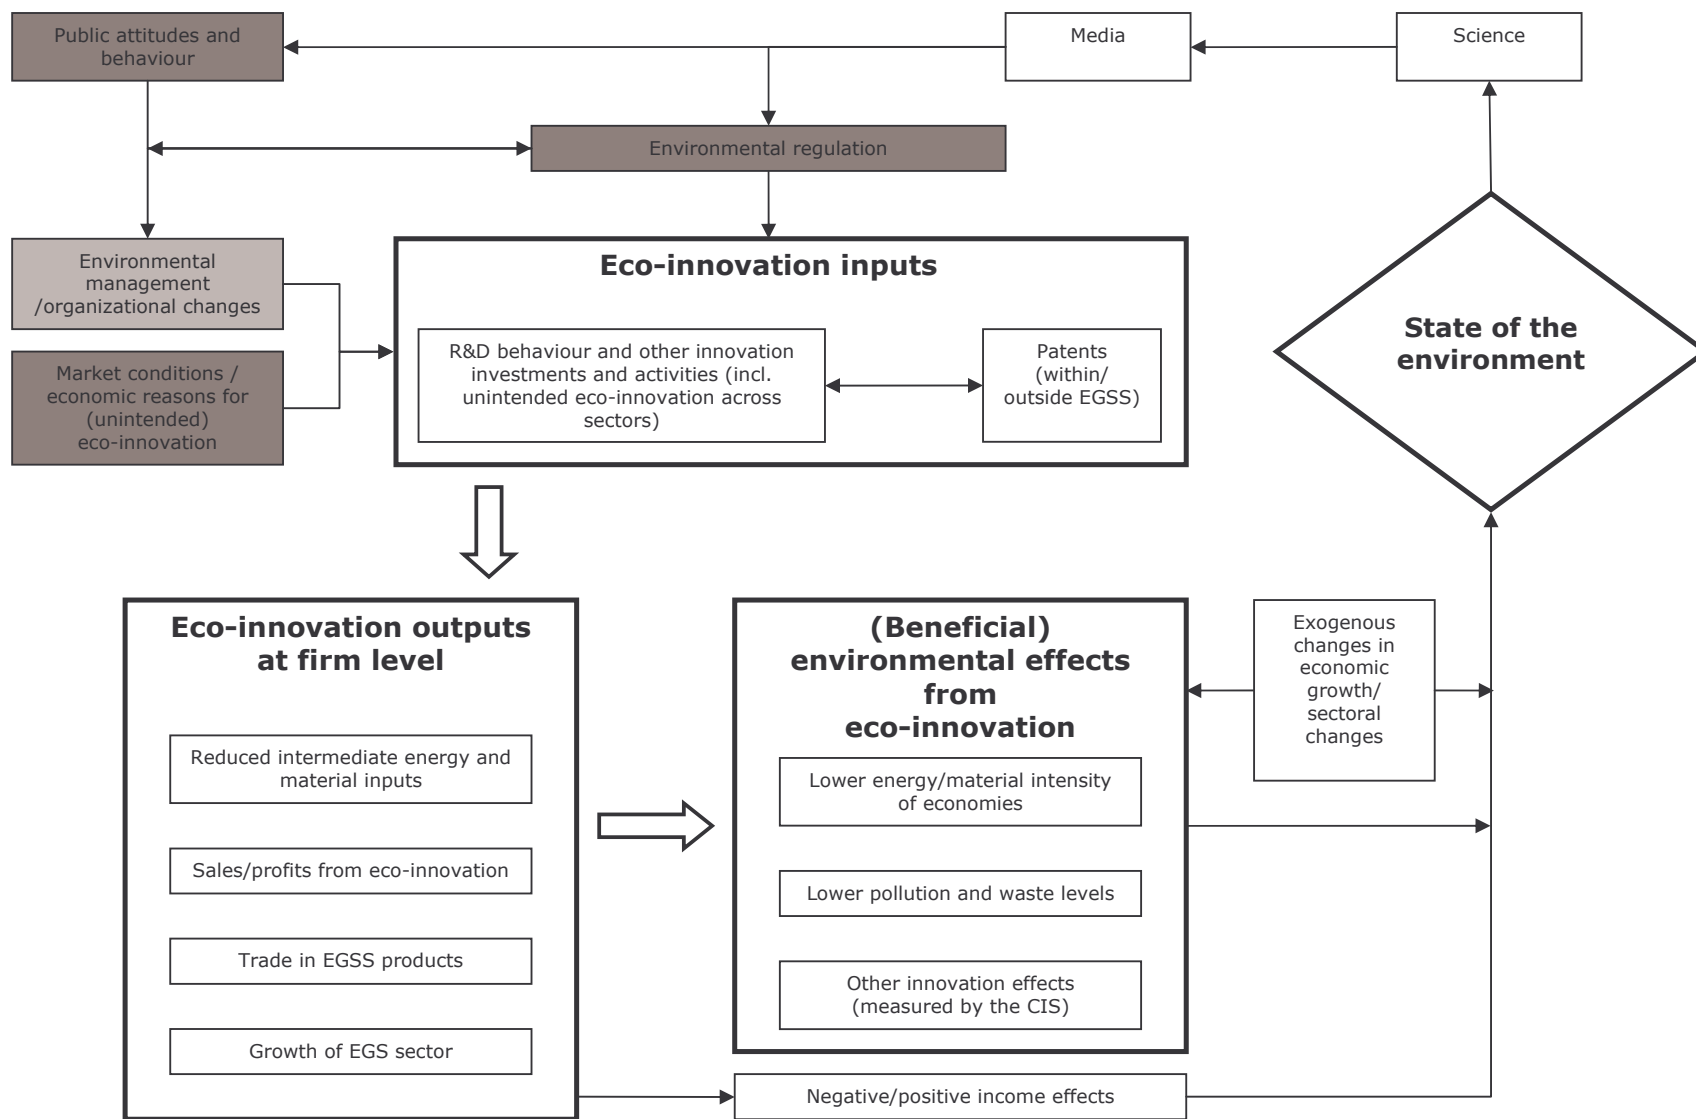 Public attitudes and
behaviour
Media
Science
Environmental regulation
Environmental
management
/organizational changes
Market conditions /
economic reasons for
(unintended)
eco-innovation
Eco-innovation inputs
R&D behaviour and other innovation
investments and activities (incl.
unintended eco-innovation across
sectors)
Patents
(within/
outside EGSS)
State of the
environment
Eco-innovation outputs
at firm level
Reduced intermediate energy and
material inputs
Sales/profits from eco-innovation
Trade in EGSS products
Growth of EGS sector
(Beneficial)
environmental effects
from
eco-innovation
Lower energy/material intensity
of economies
Lower pollution and waste levels
Other innovation effects
(measured by the CIS)
Exogenous
changes in
economic
growth/
sectoral
changes
Negative/positive income effects